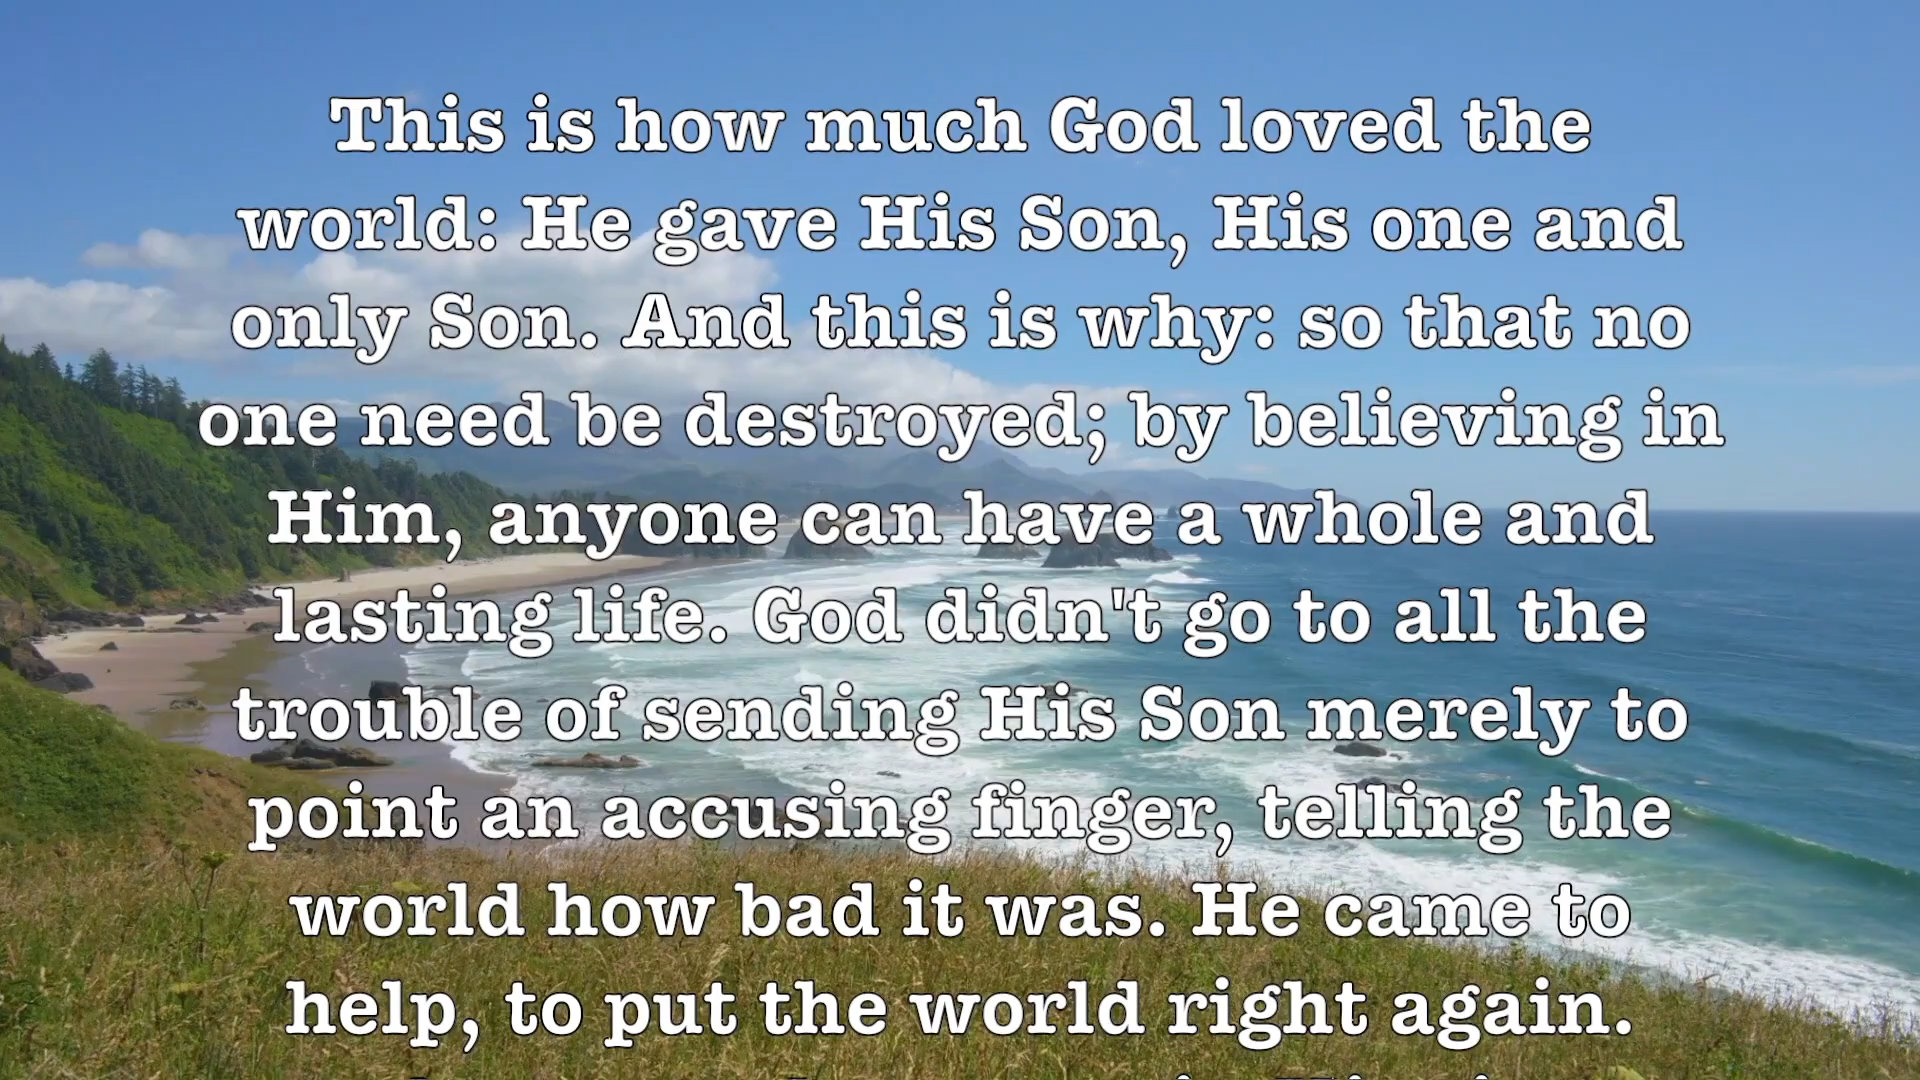 This is how much God loved the
world: He gave His Son, His one and
only Son. And this is why: so that no
one need be destroyed; by believing in
Him, anyone can have a whole and
lasting life. God didn't go to all the
trouble of sending His Son merely to
point an accusing finger, telling the
world how bad it was. He came to
help, to put the world right again.